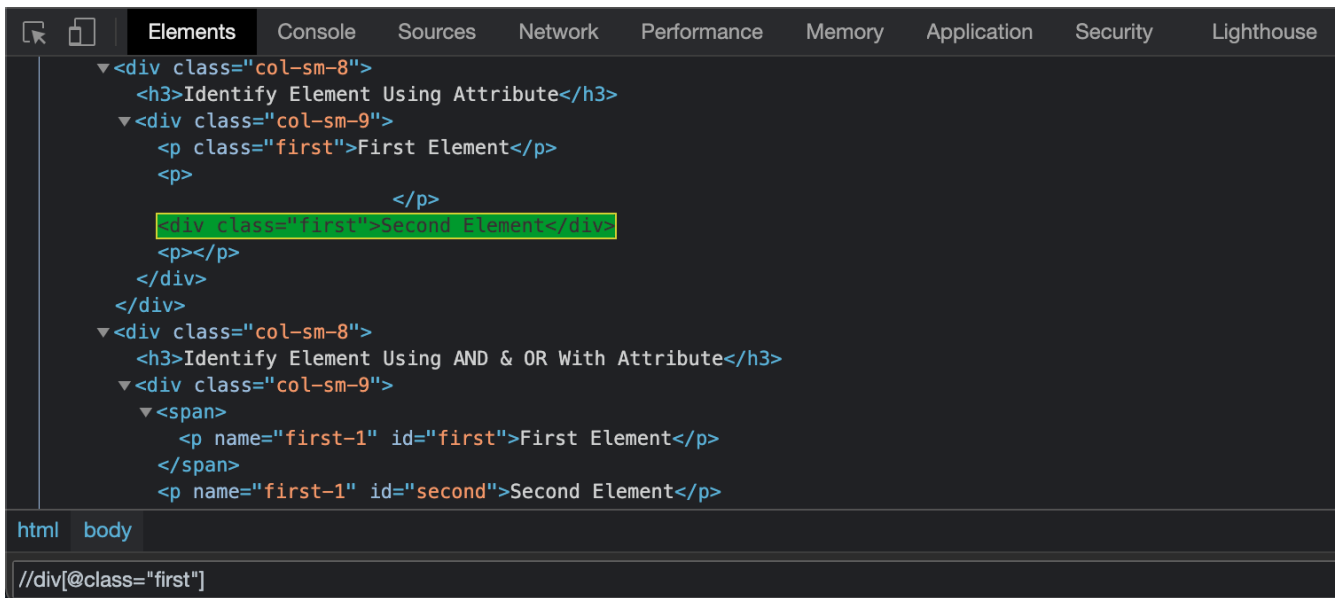 Elements Console Sources Network Performance Memory Application Security Lighthouse
▼<div class="col-sm-8">
<h3>Identify Element Using Attribute</h3>
▼<div class="col-sm-9">
<p class="first">First Element</p>
<p>
</p>
<div class="first">Second Element</div>
<p></p>
</div>
</div>
▼<div class="col-sm-8">
<h3>Identify Element Using AND & OR With Attribute</h3>
▼<div class="col-sm-9">
▼<span>
<p name="first-1" id="first">First Element</p>
</span>
<p name="first-1" id="second">Second Element</p>
html body
//div[@class="first"]